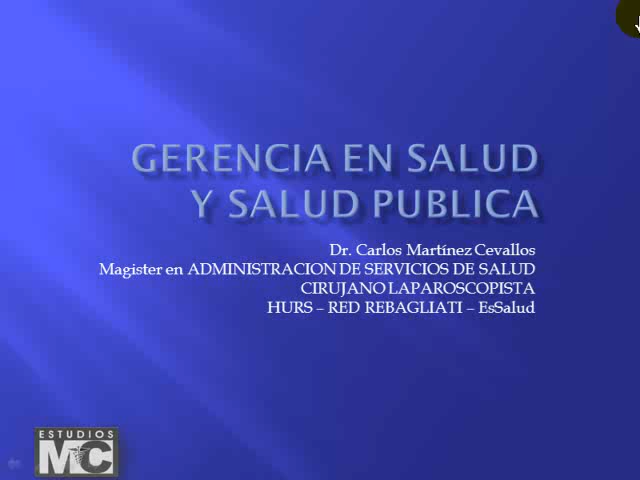 GERENCIA EN SALUD
Y SALUD PUBLICA
Dr. Carlos Martínez Cevallos
Magister en ADMINISTRACION DE SERVICIOS DE SALUD
CIRUJANO LAPAROSCOPISTA
HURS – RED REBAGLIATI – EsSalud
ESTUDIOS
MC